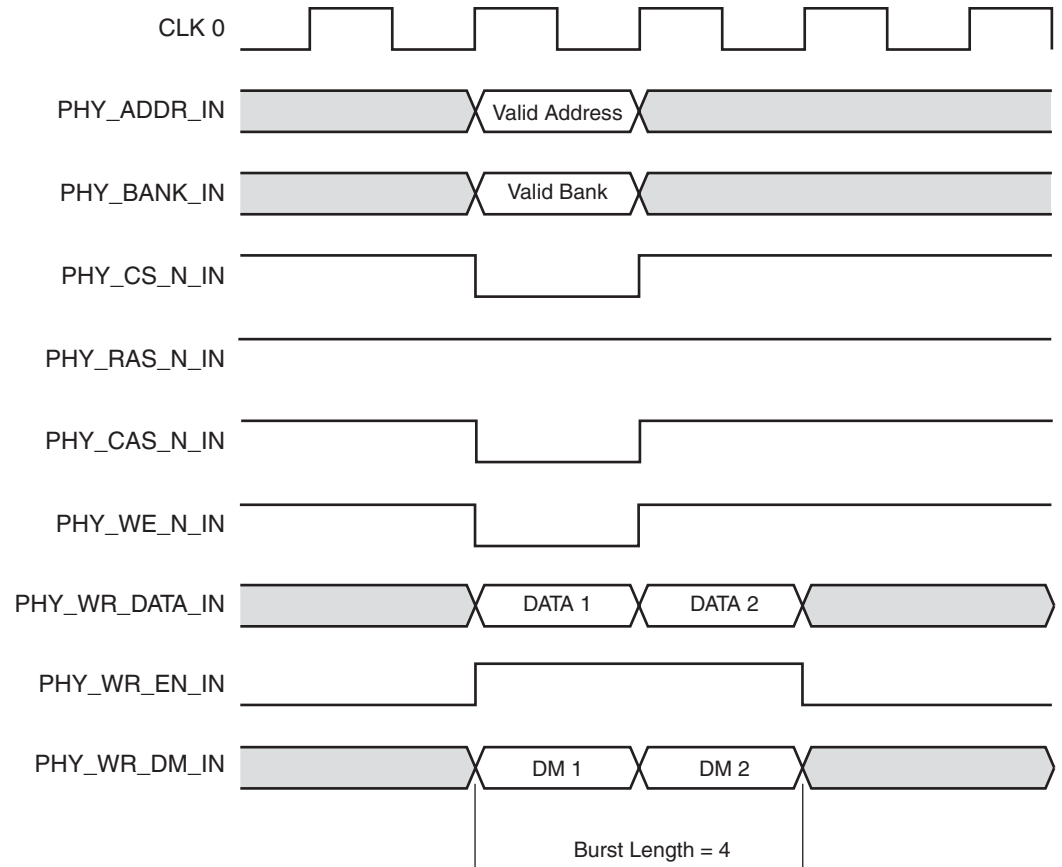 CLK 0
PHY_ADDR_IN Valid Address
PHY_BANK_IN Valid Bank
PHY_CS_N_IN
PHY_RAS_N_IN
PHY_CAS_N_IN
PHY_WE_N_IN
PHY_WR_DATA_IN DATA 1 DATA 2
PHY_WR_EN_IN
PHY_WR_DM_IN DM 1 DM 2
Burst Length = 4